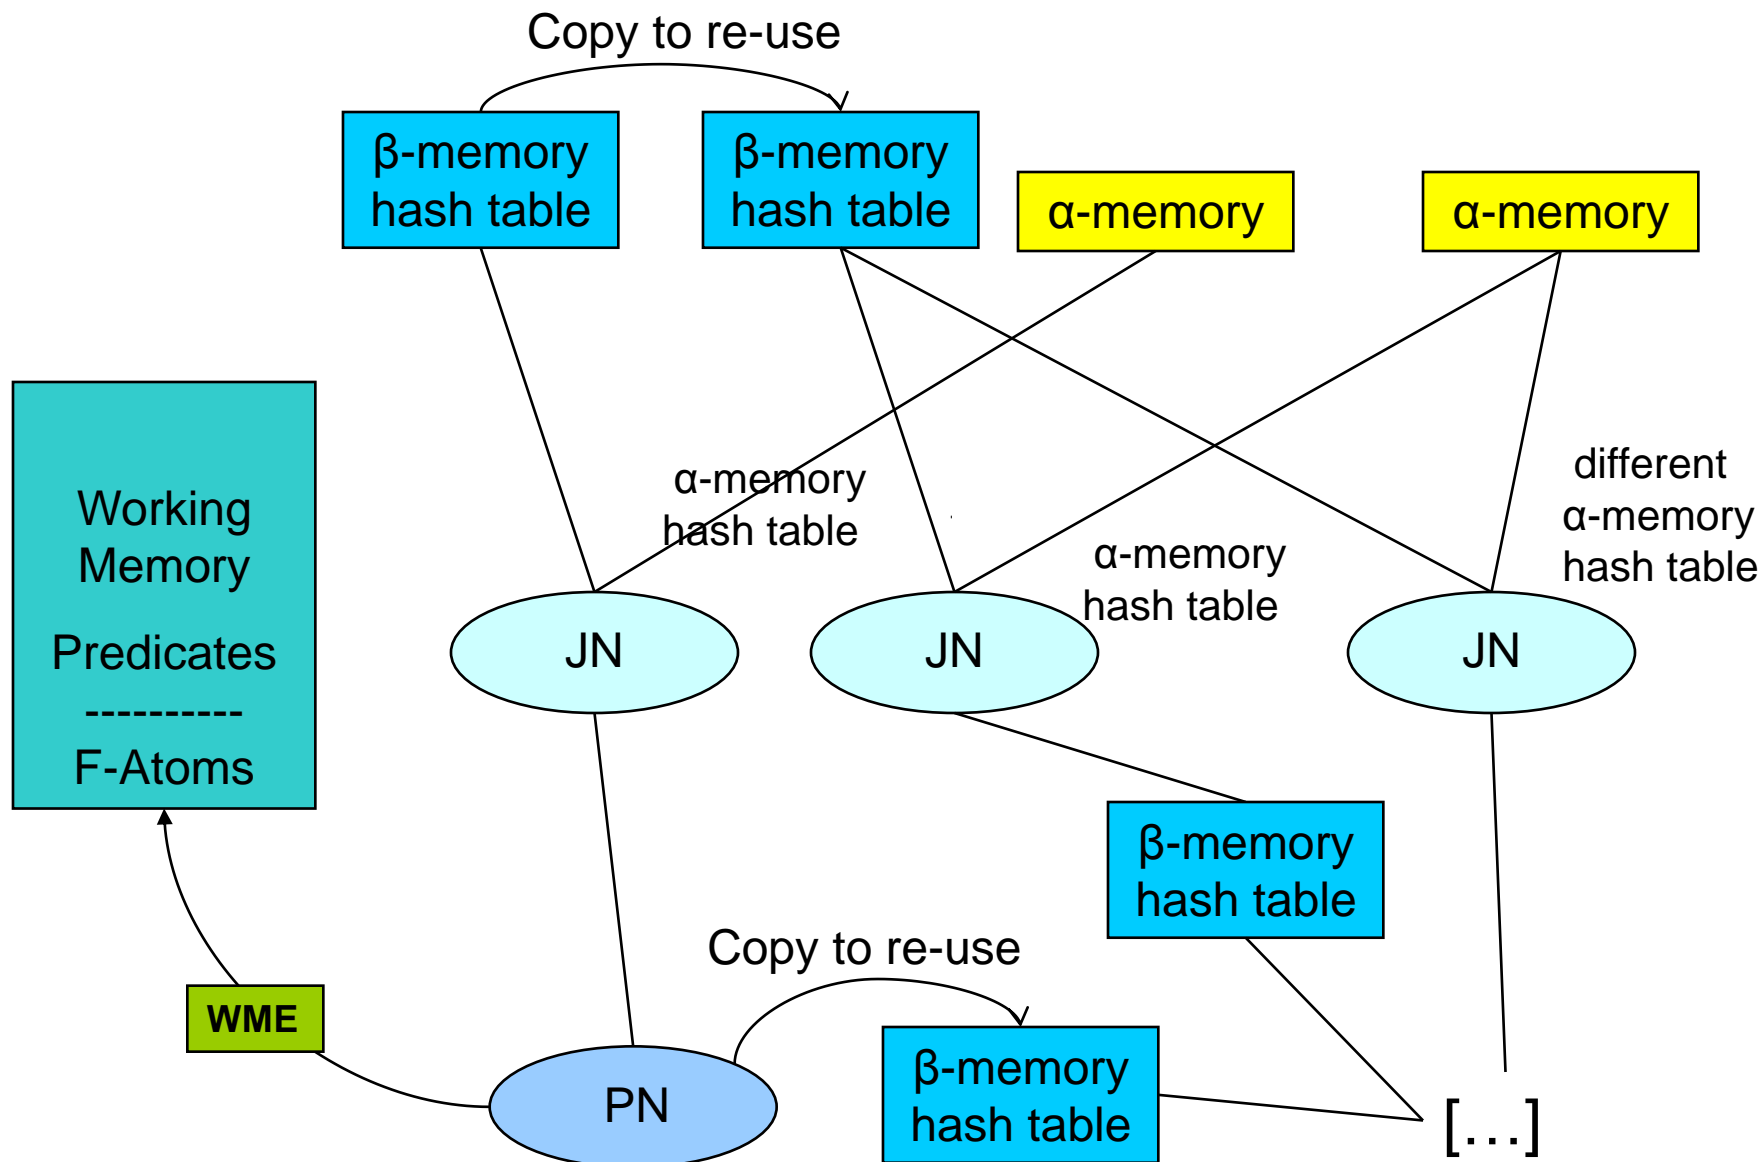 Copy to re-use
β-memory
hash table
β-memory
hash table
α-memory
α-memory
Working
Memory
Predicates
----------
F-Atoms
α-memory
hash table
α-memory
hash table
different
α-memory
hash table
JN
JN
JN
β-memory
hash table
Copy to re-use
WME
PN
β-memory
hash table
[…]